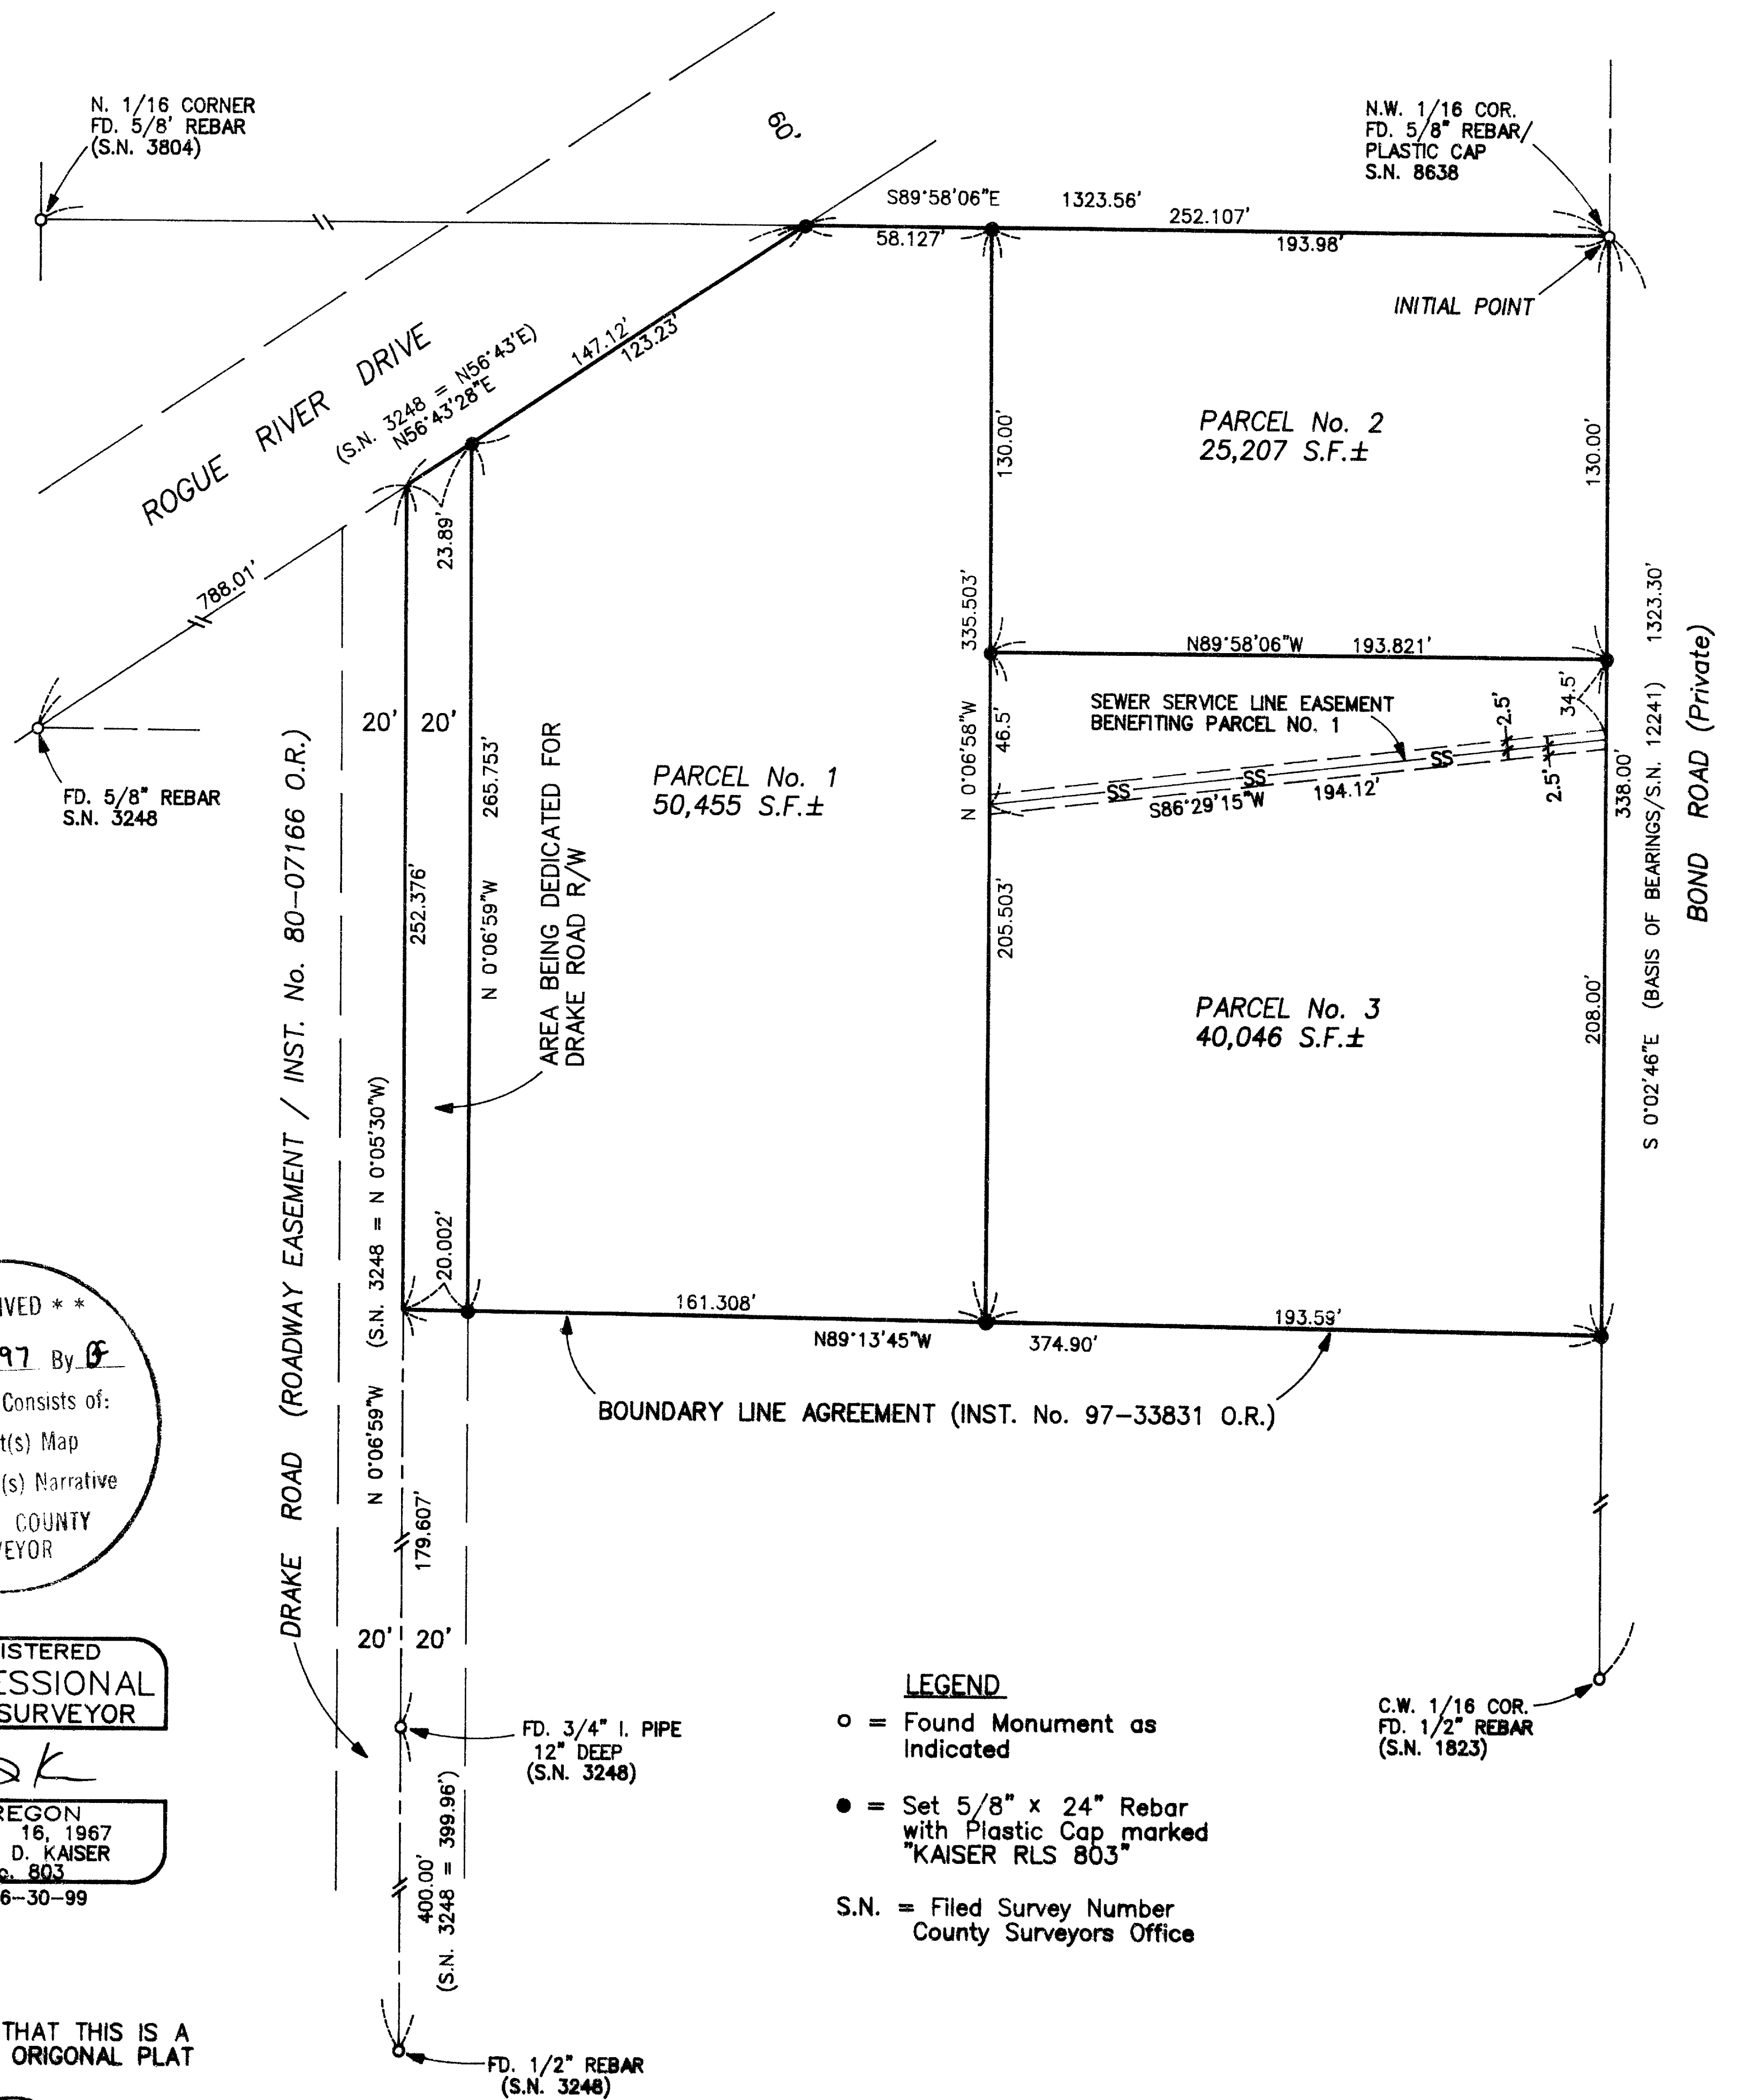 N. 1/16 CORNER
FD. 5/8' REBAR
(S.N. 3804)
60'
N.W. 1/16 COR.
FD. 5/8" REBAR/
PLASTIC CAP
S.N. 8638
S89°58'06"E 1323.56'
252.107'
58.127'
193.98'
INITIAL POINT
ROGUE RIVER DRIVE
(S.N. 3248 = N56°43'E)
N56°43'28"E
147.12'
123.23'
23.89'
788.01'
FD. 5/8" REBAR
S.N. 3248
PARCEL No. 2
25,207 S.F.±
130.00'
130.00'
335.503'
N 0°06'58"W
46.5'
205.503'
N89°58'06"W 193.821'
SEWER SERVICE LINE EASEMENT
BENEFITING PARCEL NO. 1
SS
SS
SS
S86°29'15"W
194.12'
2.5'
2.5'
34.5'
338.00'
208.00'
S 0°02'46"E (BASIS OF BEARINGS/S.N. 12241) 1323.30'
BOND ROAD (Private)
20' 20'
PARCEL No. 1
50,455 S.F.±
265.753'
N 0°06'59"W
252.376'
AREA BEING DEDICATED FOR
DRAKE ROAD R/W
PARCEL No. 3
40,046 S.F.±
DRAKE ROAD (ROADWAY EASEMENT / INST. No. 80-07166 O.R.)
N 0°06'59"W (S.N. 3248 = N 0°05'30"W)
20.002'
161.308'
193.59'
N89°13'45"W
374.90'
BOUNDARY LINE AGREEMENT (INST. No. 97-33831 O.R.)
179.607'
20' 20'
FD. 3/4" I. PIPE
12" DEEP
(S.N. 3248)
400.00'
(S.N. 3248 = 399.96')
FD. 1/2" REBAR
(S.N. 3248)
C.W. 1/16 COR.
FD. 1/2" REBAR
(S.N. 1823)
LEGEND
o = Found Monument as
Indicated
● = Set 5/8" x 24" Rebar
with Plastic Cap marked
"KAISER RLS 803"
S.N. = Filed Survey Number
County Surveyors Office
IVED * *
97 By
Consists of:
t(s) Map
(s) Narrative
COUNTY
VEYOR
ISTERED
ESSIONAL
SURVEYOR
REGON
16, 1967
D. KAISER
o. 803
6-30-99
THAT THIS IS A
ORIGONAL PLAT